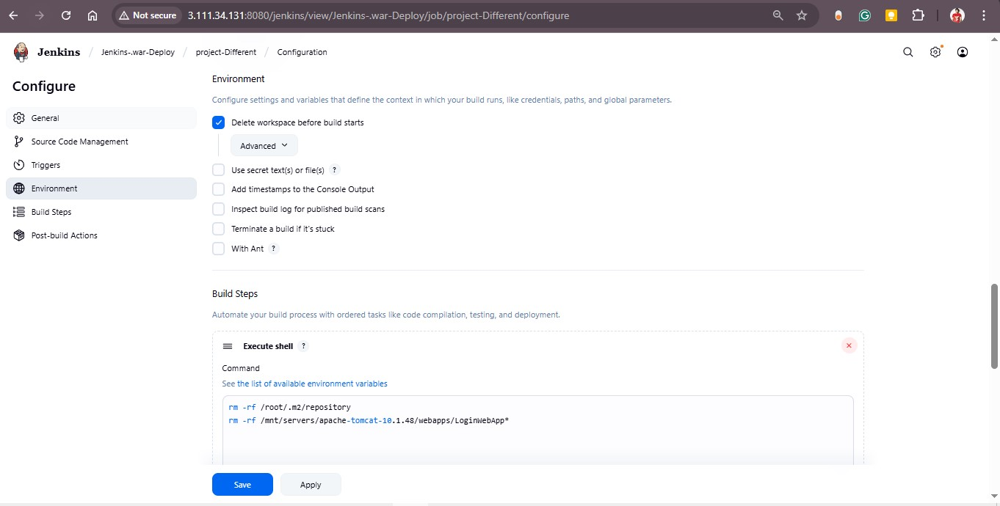 Not secure 3.111.34.131:8080/jenkins/view/Jenkins-.war-Deploy/job/project-Different/configure
Jenkins / Jenkins-.war-Deploy / project-Different / Configuration
Configure
General
Source Code Management
Triggers
Environment
Build Steps
Post-build Actions
Environment
Configure settings and variables that define the context in which your build runs, like credentials, paths, and global parameters.
Delete workspace before build starts
Advanced
Use secret text(s) or file(s) ?
Add timestamps to the Console Output
Inspect build log for published build scans
Terminate a build if it's stuck
With Ant ?
Build Steps
Automate your build process with ordered tasks like code compilation, testing, and deployment.
Execute shell ?
Command
See the list of available environment variables
rm -rf /root/.m2/repository
rm -rf /mnt/servers/apache-tomcat-10.1.48/webapps/LoginWebApp*
Save Apply